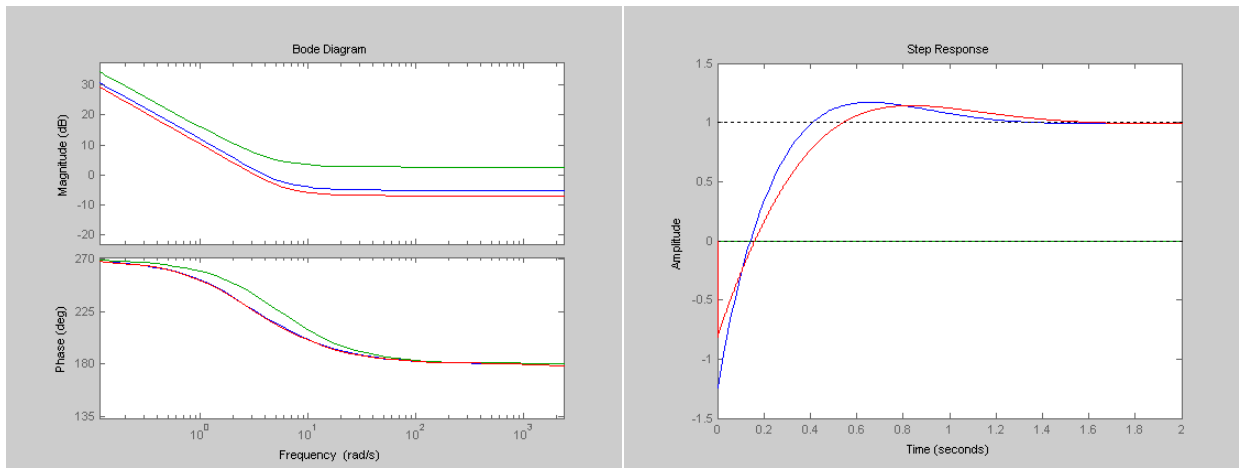 Bode Diagram
Magnitude (dB)
30
20
10
0
-10
-20
Phase (deg)
270
225
180
135
10^0
10^1
10^2
10^3
Frequency (rad/s)
Step Response
Amplitude
1.5
1
0.5
0
-0.5
-1
-1.5
0 0.2 0.4 0.6 0.8 1 1.2 1.4 1.6 1.8 2
Time (seconds)